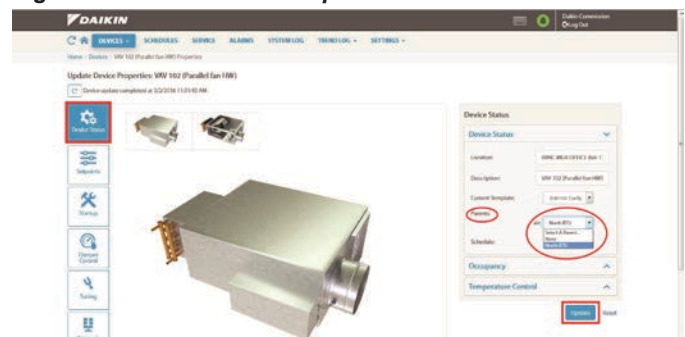 DAIKIN
Daikin Commission
Log Out
DEVICES
SCHEDULES
SERVICE
ALARMS
SYSTEM LOG
TREND LOG
SETTINGS
Home
Devices
VAV 102 (Parallel fan HW) Properties
Update Device Properties: VAV 102 (Parallel fan HW)
Device update completed at 2/2/2016 11:01:40 AM
Device Status
Setpoints
Startup
Damper Control
Tuning
Device Status
Device Status
Location:
Description:
VAV 102 (Parallel fan HW)
Current Template:
Parents:
North RTU
Select A Parent...
None
North RTU
Schedule:
Occupancy
Temperature Control
Update
Reset